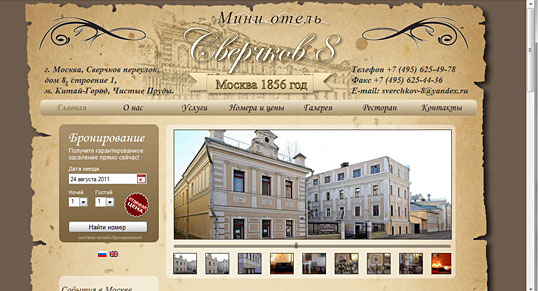 Мини отель
Сверчков 8
г. Москва, Сверчков переулок,
дом 8, строение 1,
м. Китай-Город, Чистые Пруды.
Москва 1856 год
Телефон +7 (495) 625-49-78
Факс +7 (495) 625-44-36
E-mail: sverchkov-8@yandex.ru
Главная О нас Услуги Номера и цены Галерея Ресторан Контакты
Бронирование
Получите гарантированное
заселение прямо сейчас!
Дата заезда
24 августа 2011
Ночей Гостей
1 1
Найти номер
система онлайн-бронирования
События в Москве